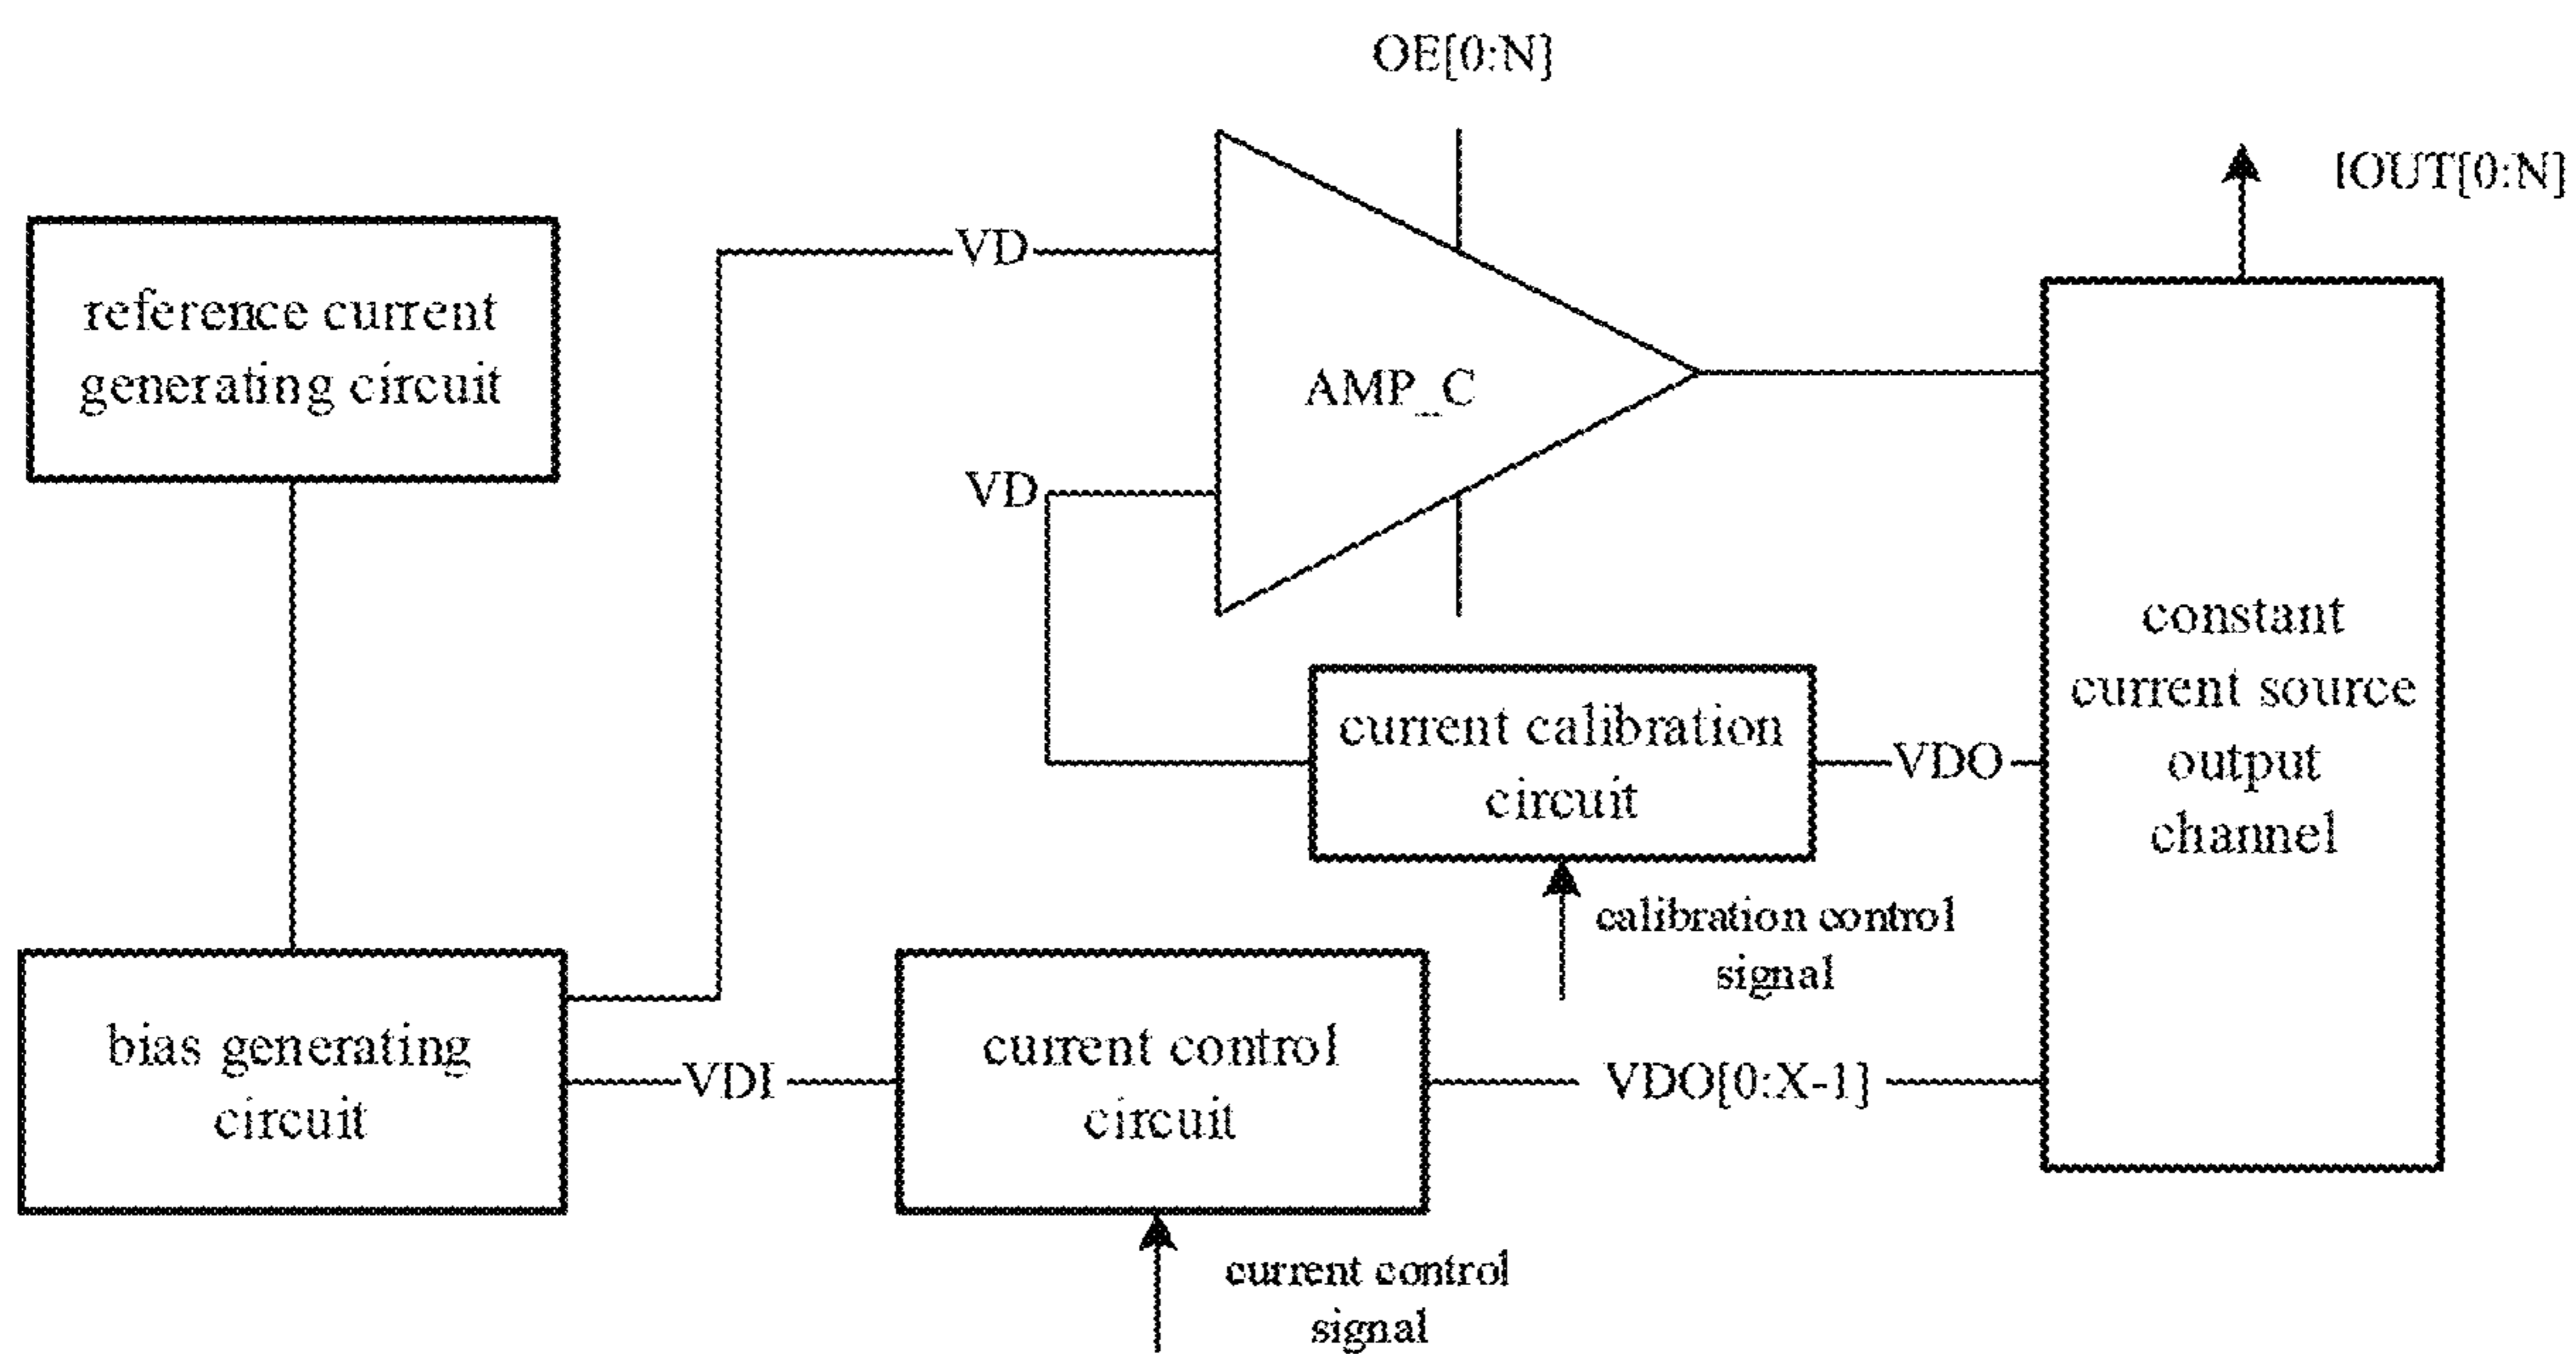 OE[0:N]
IOUT[0:N]
VD
reference current
generating circuit
AMP_C
VD
constant
current source
output
channel
current calibration
circuit
VDO
calibration control
signal
bias generating
circuit
VDI
current control
circuit
VDO[0:X-1]
current control
signal